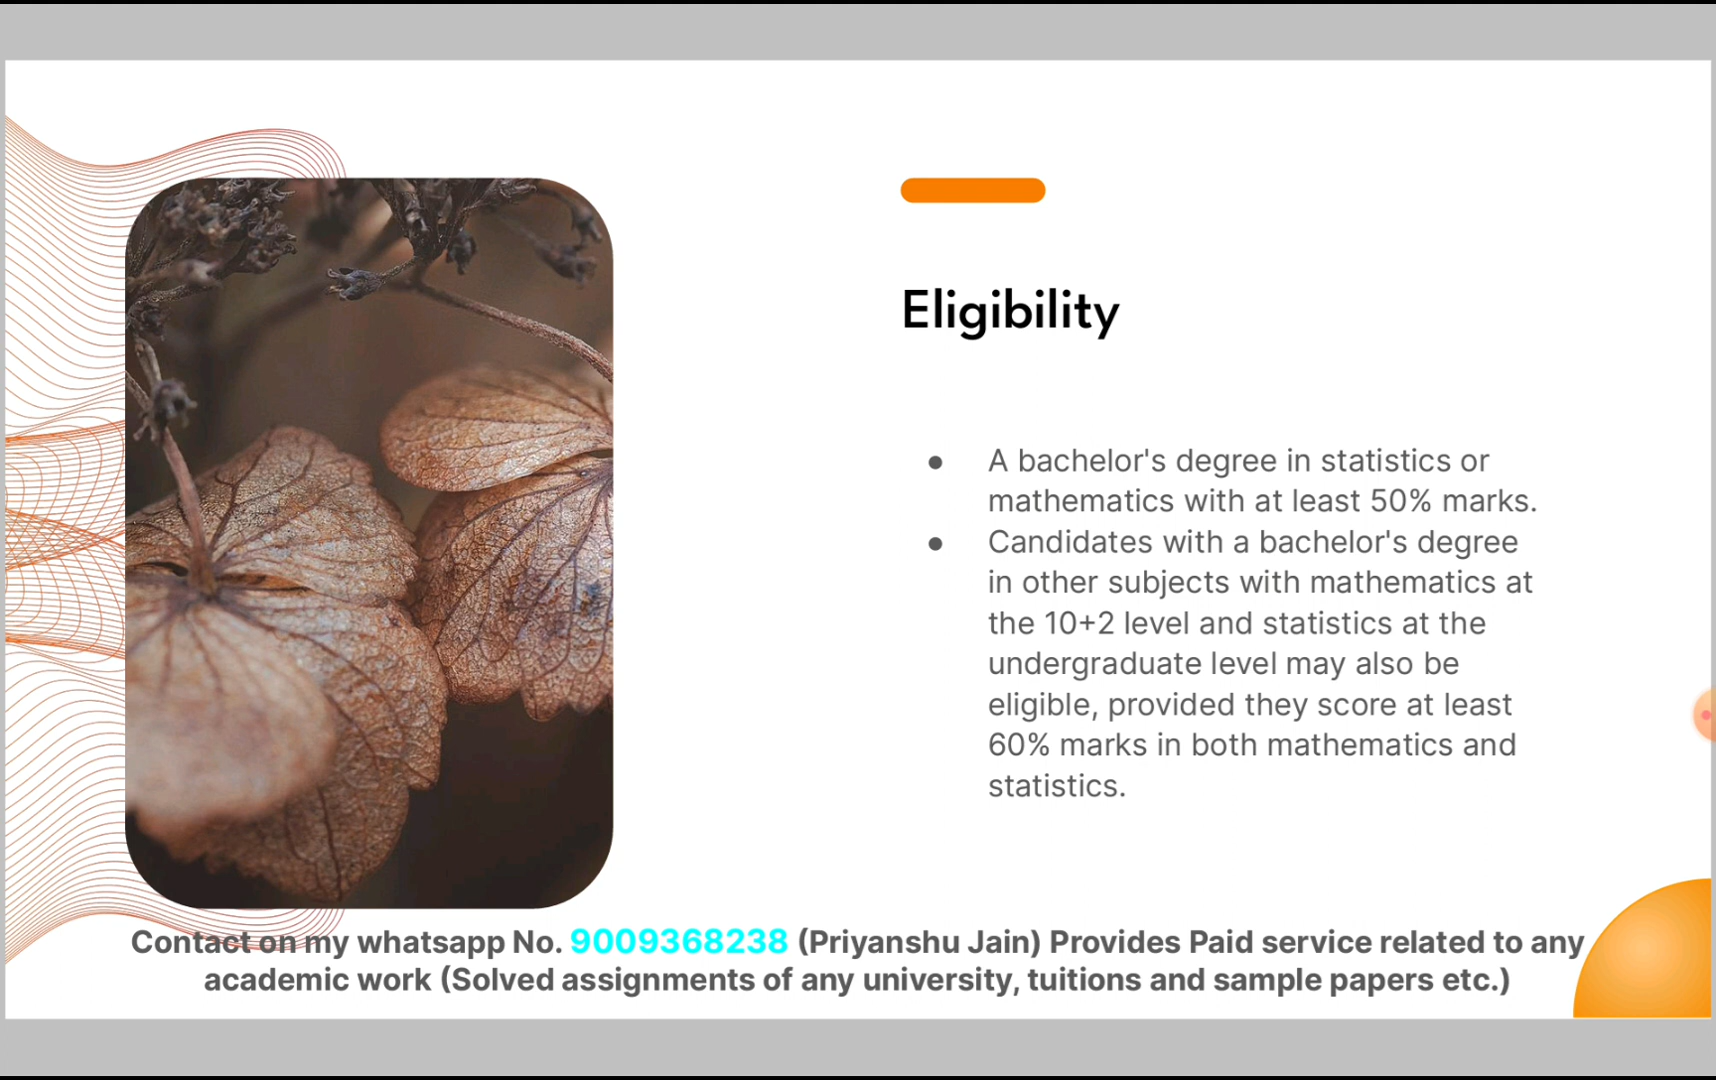 Eligibility
● A bachelor's degree in statistics or
mathematics with at least 50% marks.
● Candidates with a bachelor's degree
in other subjects with mathematics at
the 10+2 level and statistics at the
undergraduate level may also be
eligible, provided they score at least
60% marks in both mathematics and
statistics.
Contact on my whatsapp No. 9009368238 (Priyanshu Jain) Provides Paid service related to any
academic work (Solved assignments of any university, tuitions and sample papers etc.)